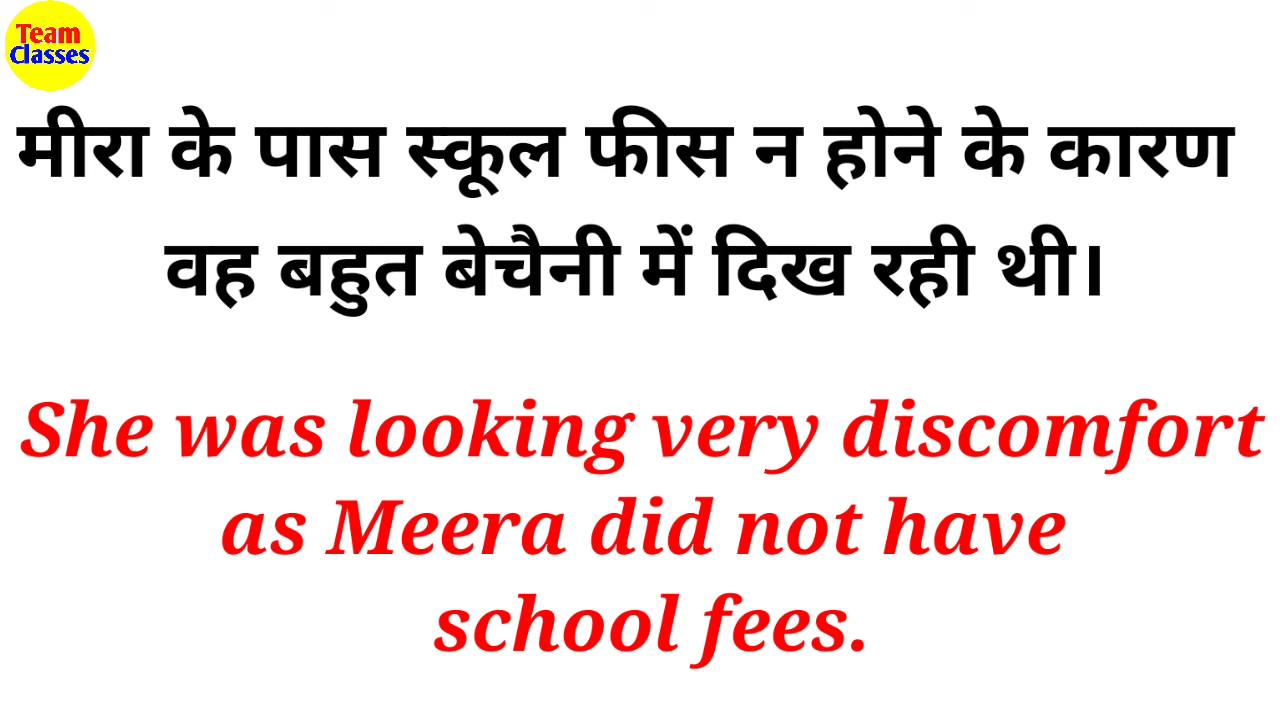 Team
Classes
मीरा के पास स्कूल फीस न होने के कारण
वह बहुत बेचैनी में दिख रही थी।
She was looking very discomfort
as Meera did not have
school fees.